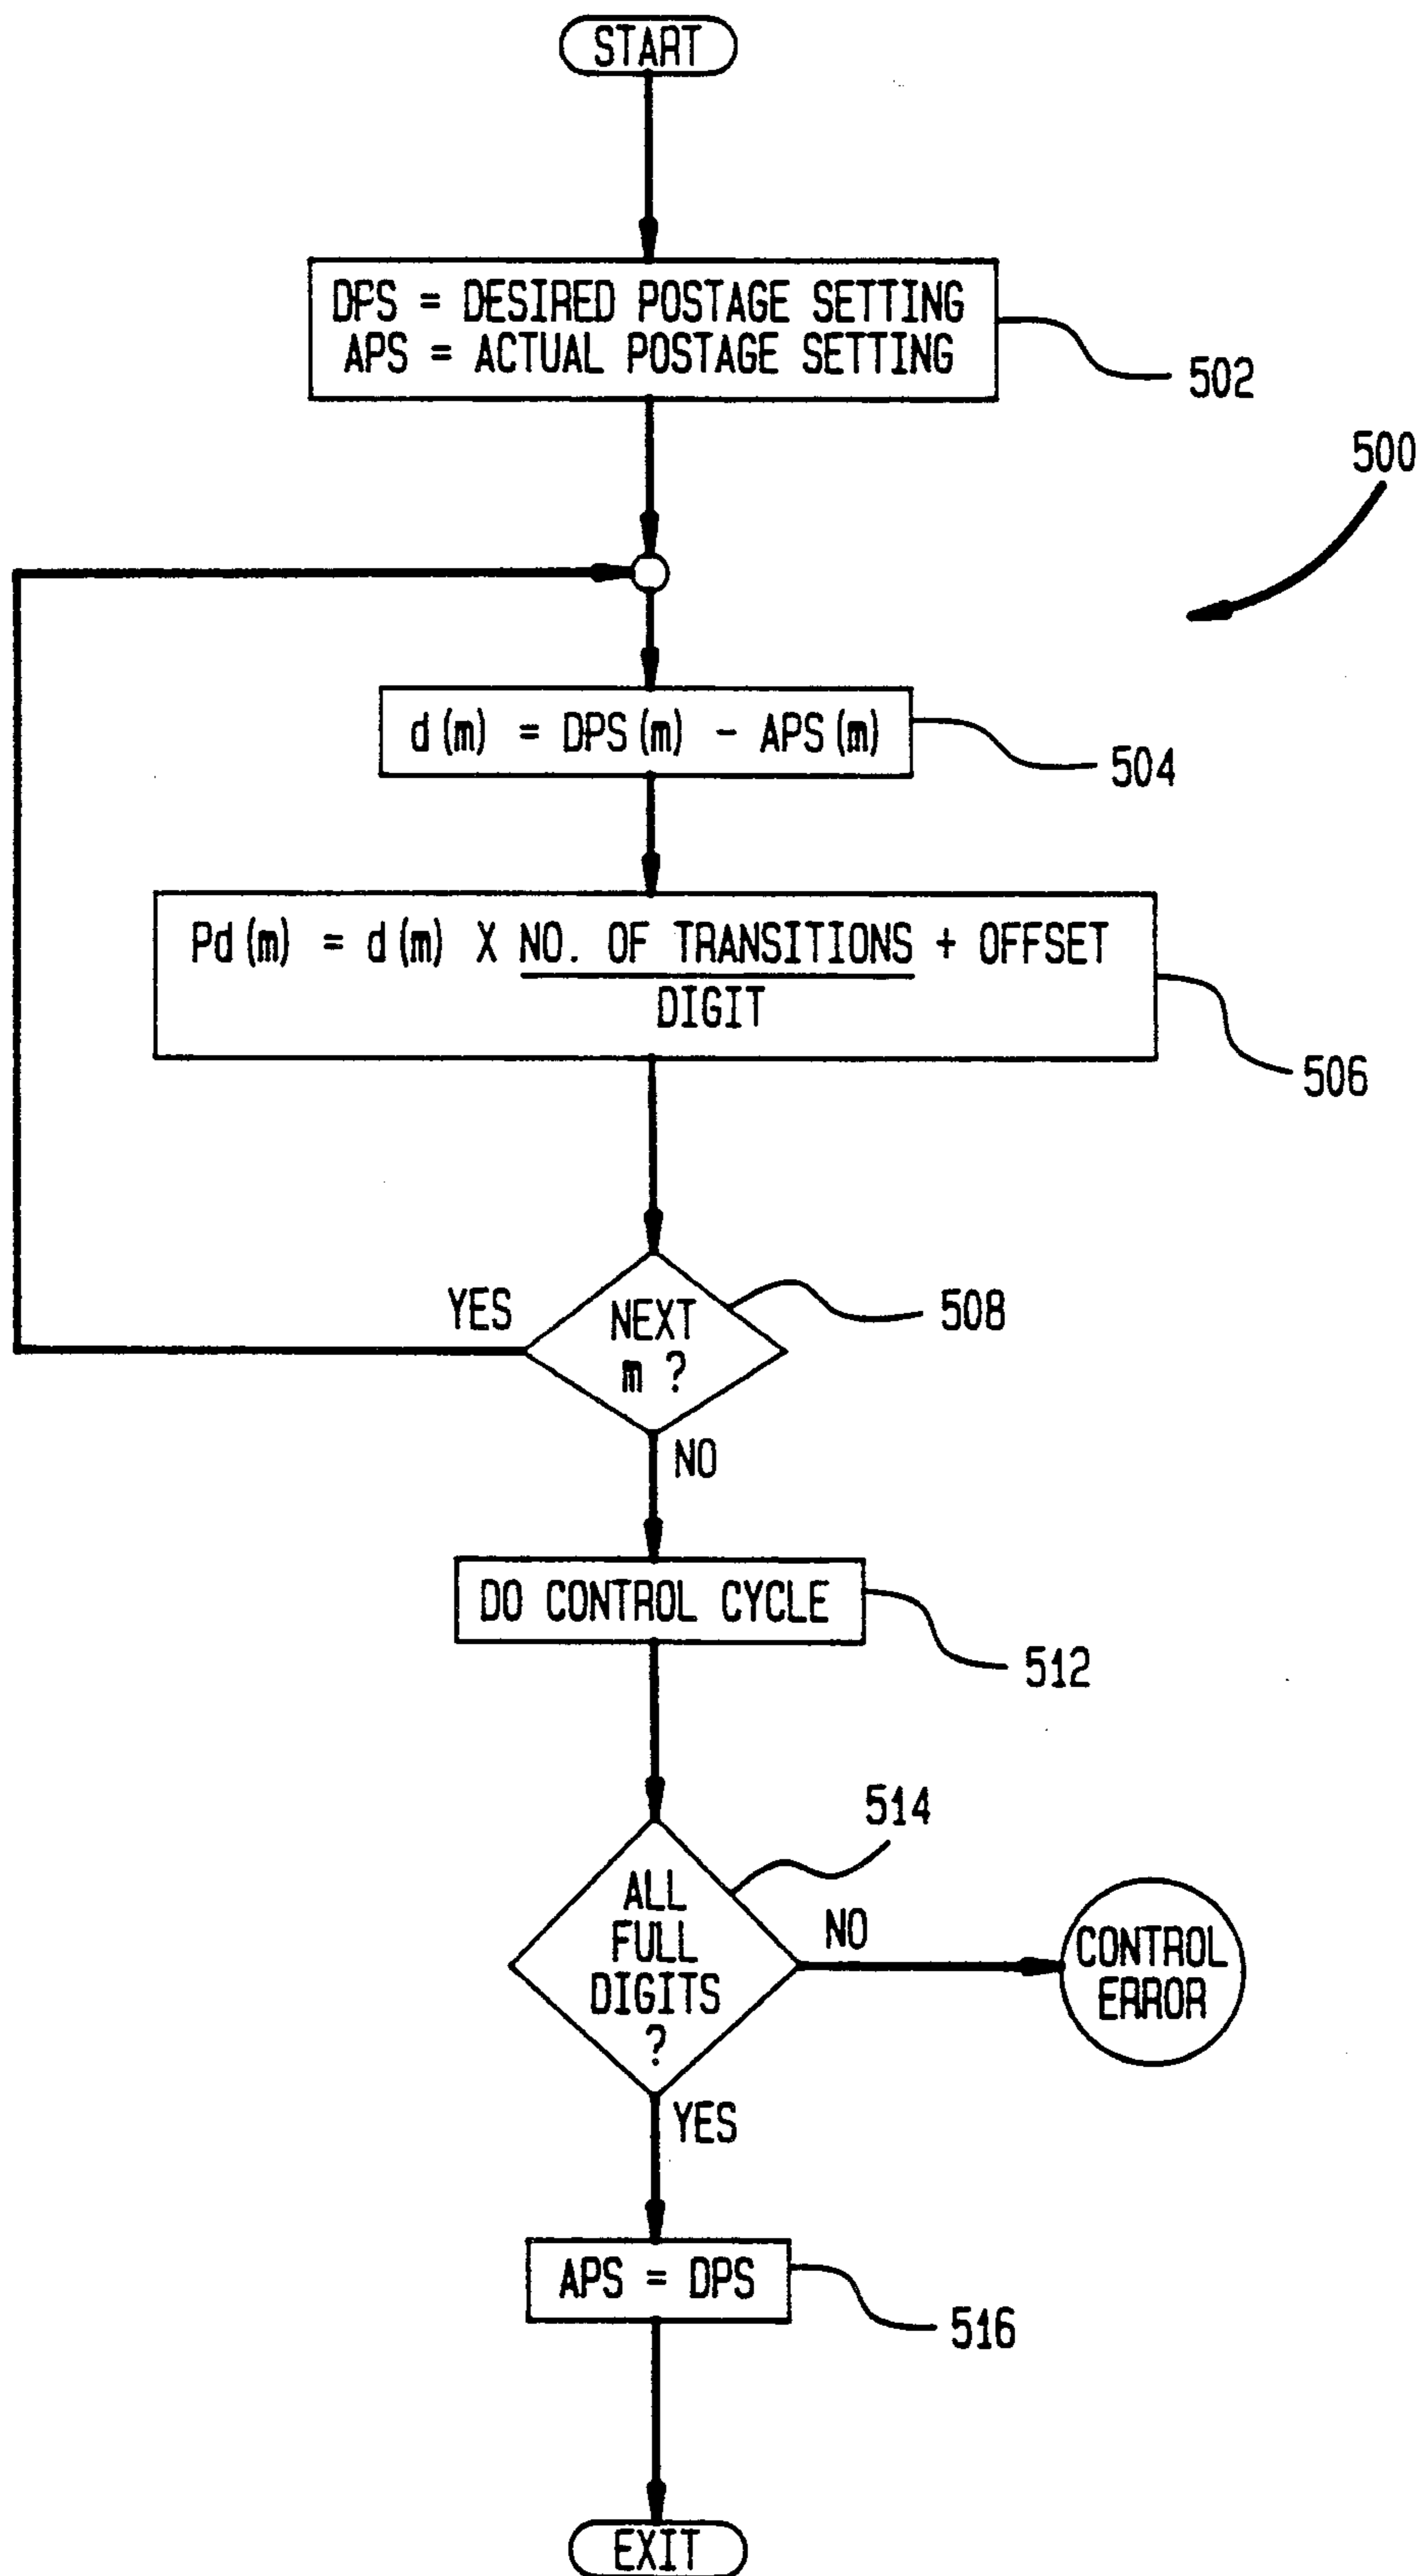 START
DPS = DESIRED POSTAGE SETTING
APS = ACTUAL POSTAGE SETTING
502
500
d(m) = DPS(m) - APS(m)
504
Pd(m) = d(m) X NO. OF TRANSITIONS + OFFSET
DIGIT
506
YES
NEXT
m ?
508
NO
DO CONTROL CYCLE
512
514
ALL
FULL
DIGITS
?
NO
CONTROL
ERROR
YES
APS = DPS
516
EXIT